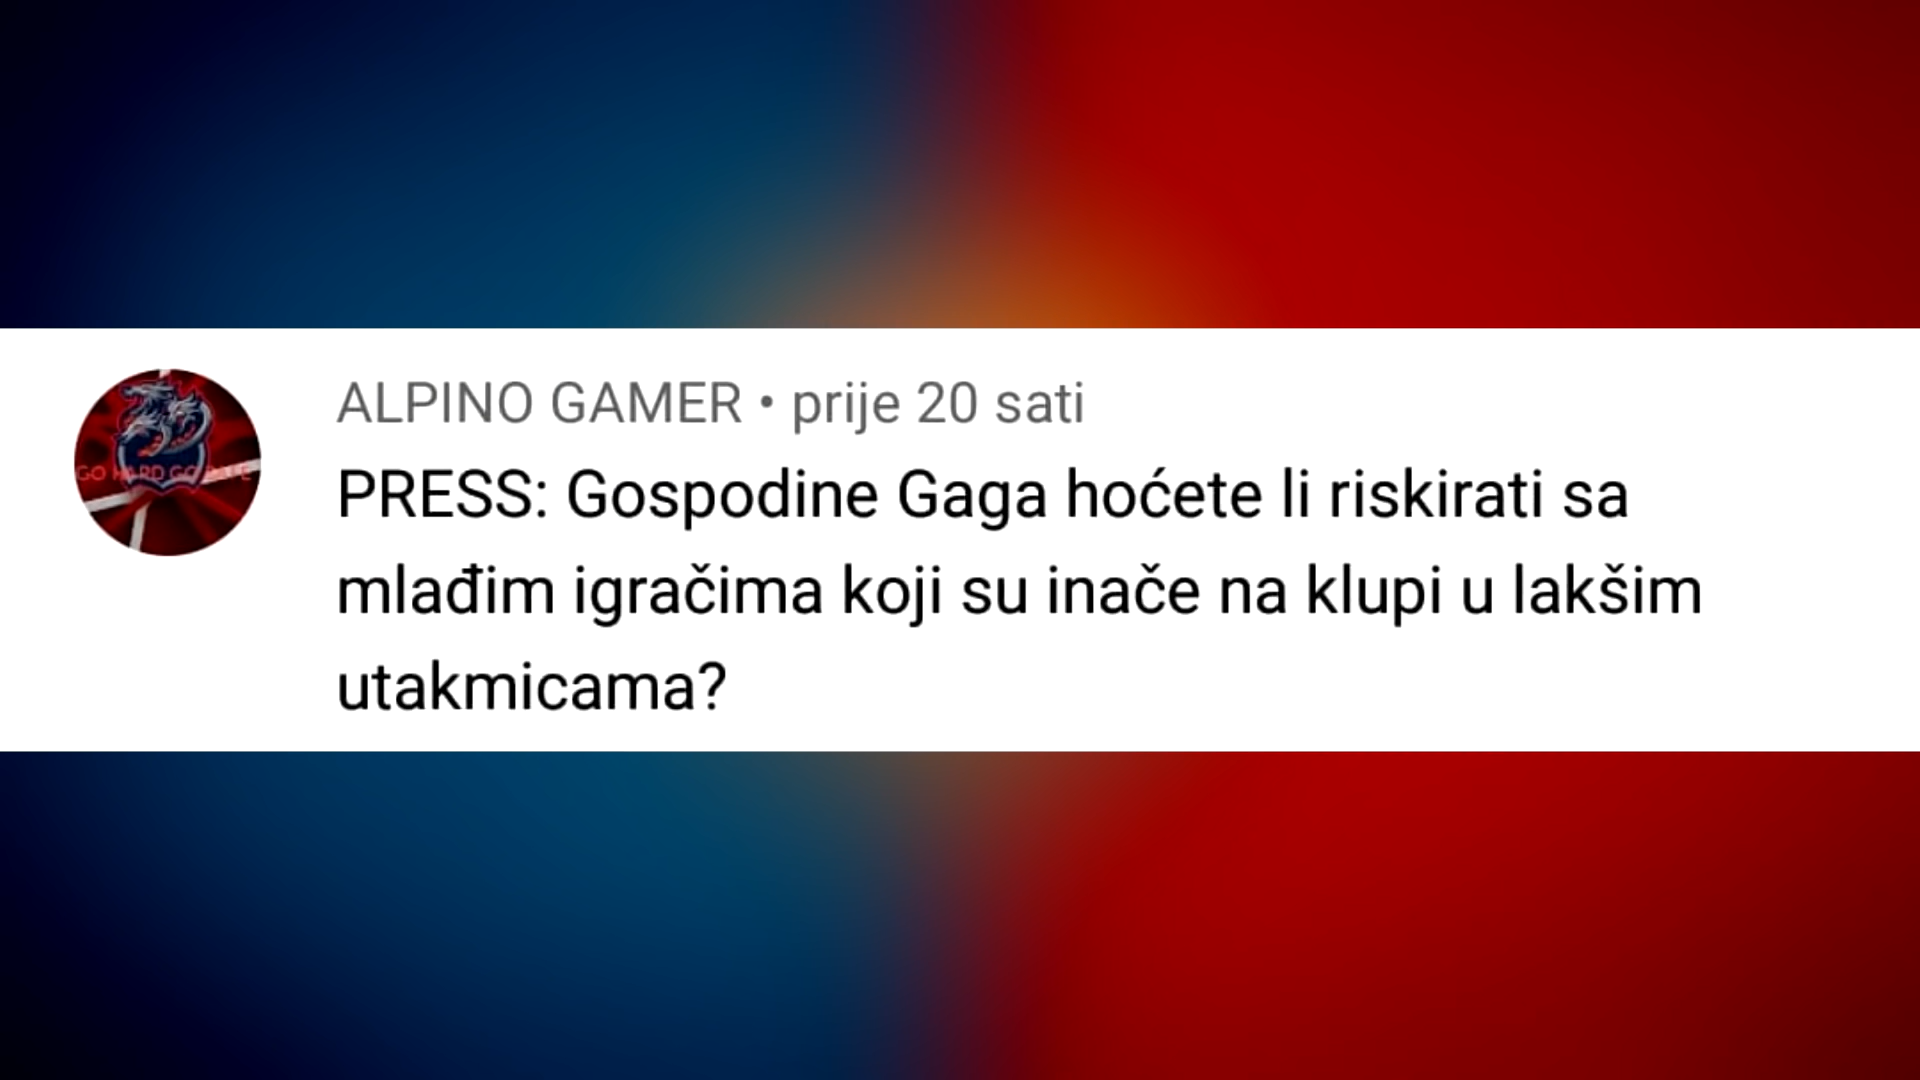 ALPINO GAMER • prije 20 sati
PRESS: Gospodine Gaga hoćete li riskirati sa
mlađim igračima koji su inače na klupi u lakšim
utakmicama?